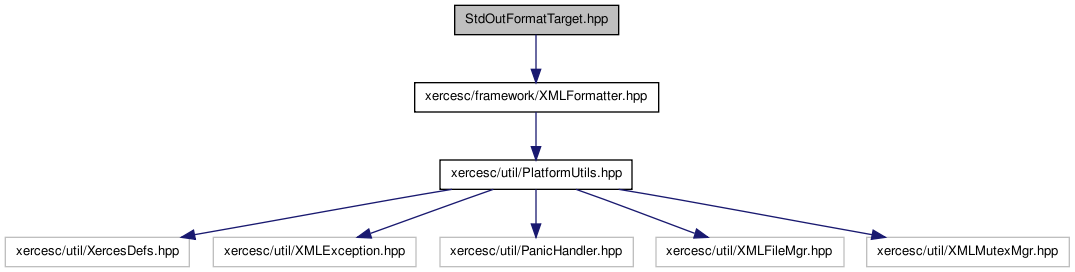 StdOutFormatTarget.hpp
xercesc/framework/XMLFormatter.hpp
xercesc/util/PlatformUtils.hpp
xercesc/util/XercesDefs.hpp
xercesc/util/XMLException.hpp
xercesc/util/PanicHandler.hpp
xercesc/util/XMLFileMgr.hpp
xercesc/util/XMLMutexMgr.hpp